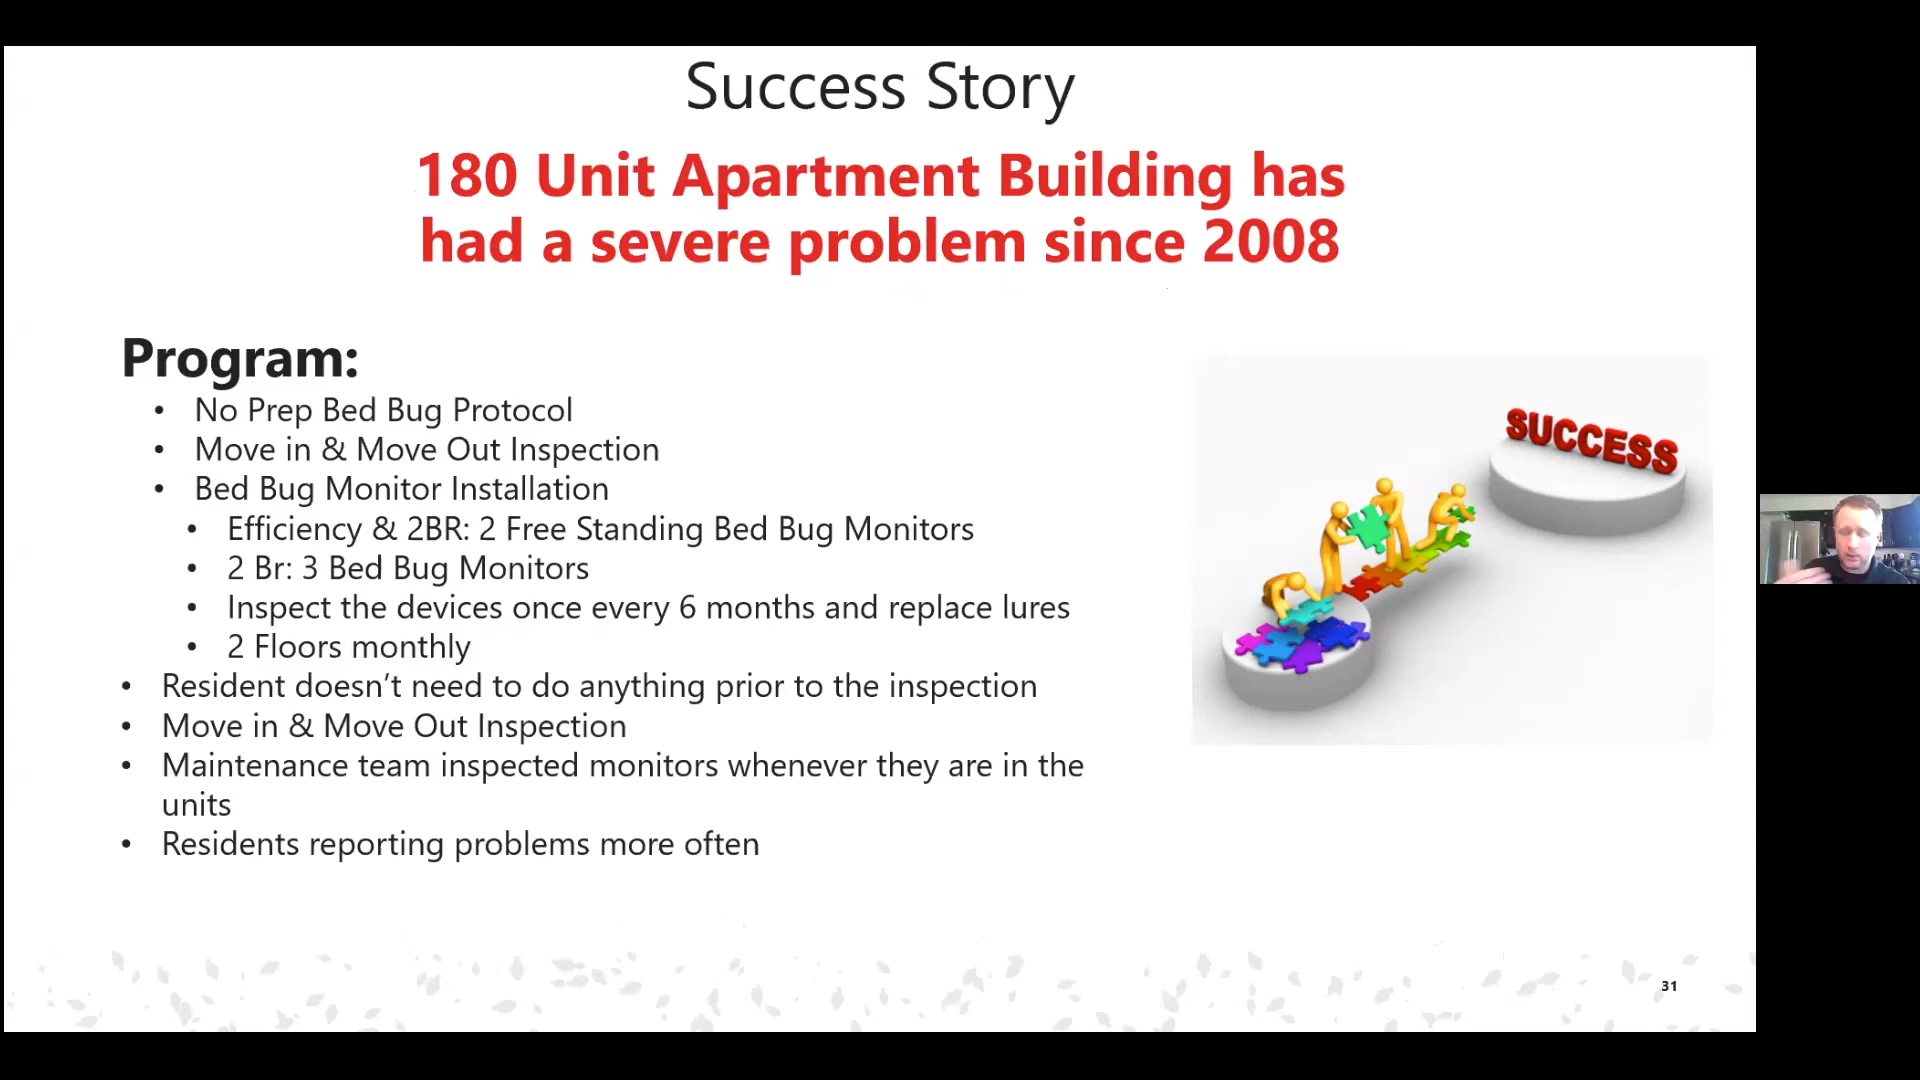 Success Story
180 Unit Apartment Building has
had a severe problem since 2008
Program:
• No Prep Bed Bug Protocol
• Move in & Move Out Inspection
• Bed Bug Monitor Installation
• Efficiency & 2BR: 2 Free Standing Bed Bug Monitors
• 2 Br: 3 Bed Bug Monitors
• Inspect the devices once every 6 months and replace lures
• 2 Floors monthly
• Resident doesn’t need to do anything prior to the inspection
• Move in & Move Out Inspection
• Maintenance team inspected monitors whenever they are in the
units
• Residents reporting problems more often
SUCCESS
31